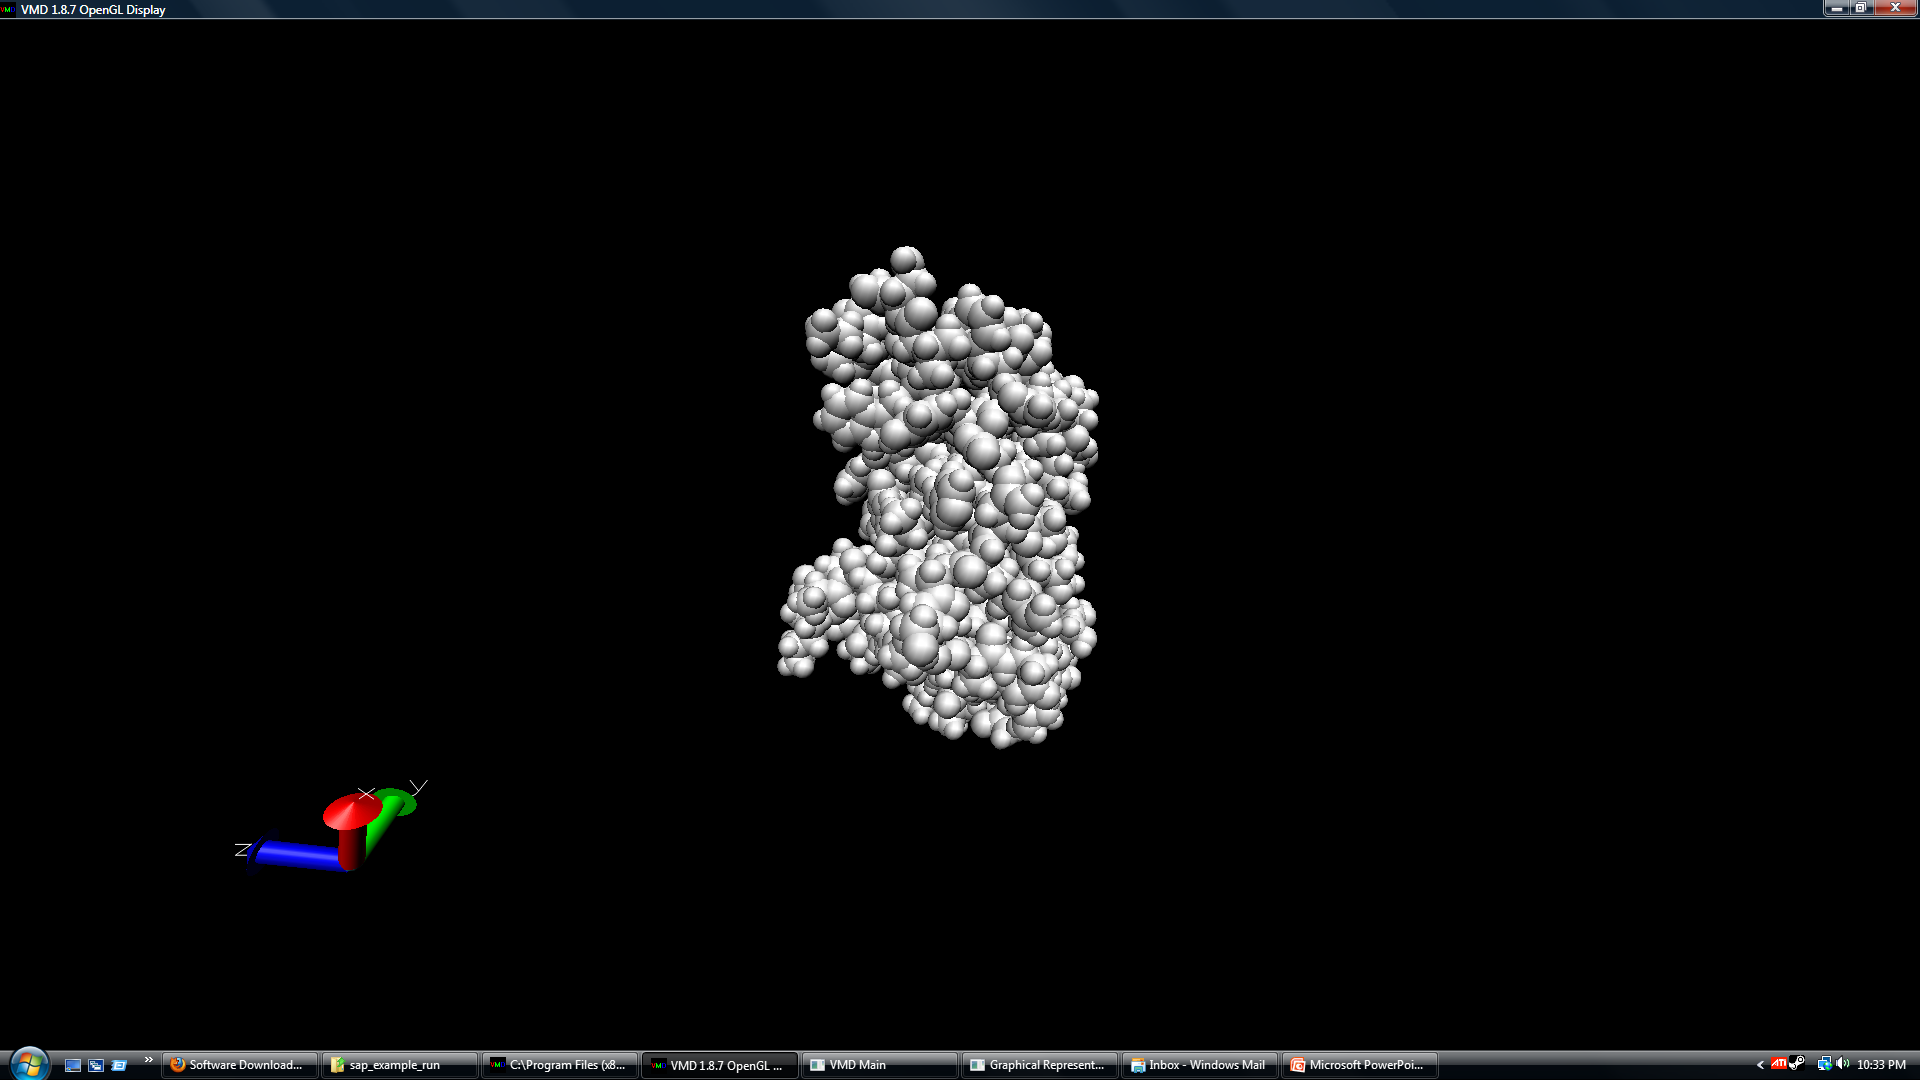 VMD 1.8.7 OpenGL Display
x
y
z
Software Download...
sap_example_run
C:\Program Files (x8...
VMD 1.8.7 OpenGL ...
VMD Main
Graphical Represent...
Inbox - Windows Mail
Microsoft PowerPoi...
ATI
10:33 PM